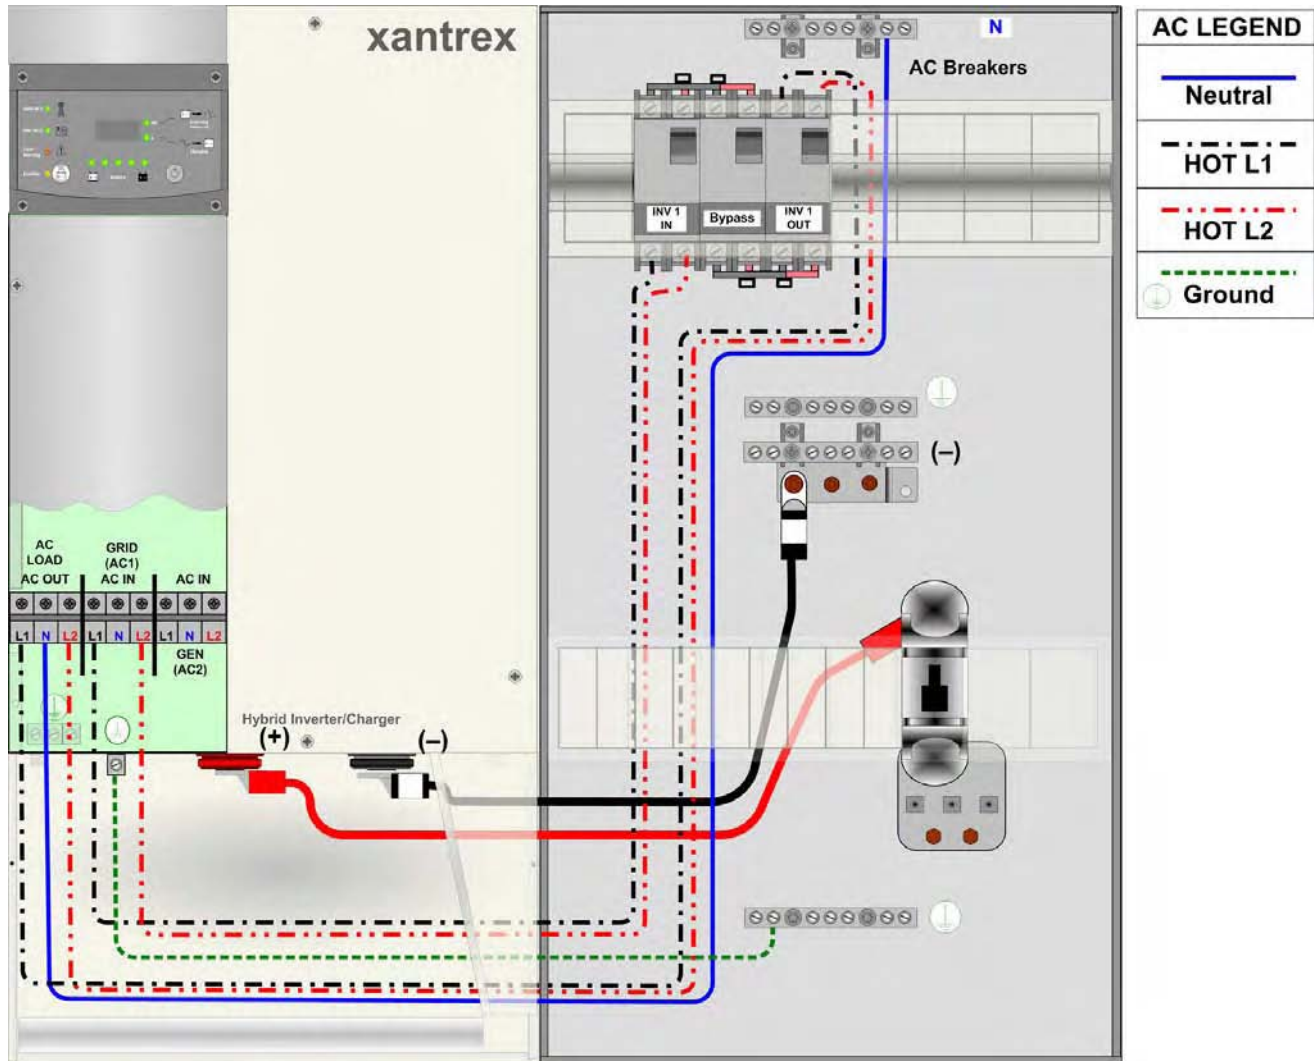 xantrex
N
AC Breakers
INV 1
IN
Bypass
INV 1
OUT
(–)
AC
LOAD
AC OUT
GRID
(AC1)
AC IN
AC IN
L1 N L2 L1 N L2 L1 N L2
GEN
(AC2)
Hybrid Inverter/Charger
(+)
(–)
AC LEGEND
Neutral
HOT L1
HOT L2
Ground